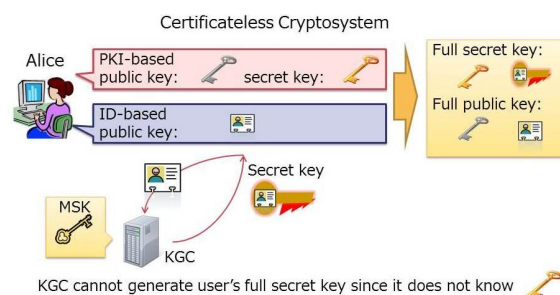 Certificateless Cryptosystem
Alice
PKI-based
public key:
secret key:
ID-based
public key:
Full secret key:
Full public key:
Secret key
MSK
KGC
KGC cannot generate user's full secret key since it does not know